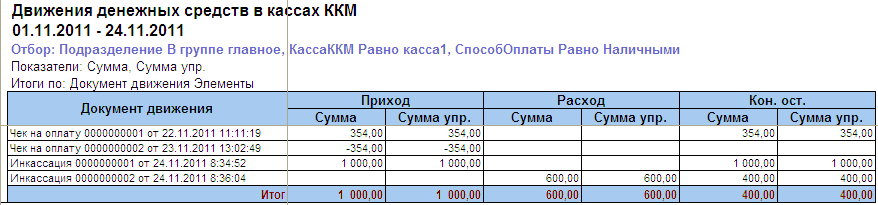 Движения денежных средств в кассах ККМ
01.11.2011 - 24.11.2011
Отбор: Подразделение В группе главное, КассаККМ Равно касса1, СпособОплаты Равно Наличными
Показатели: Сумма, Сумма упр.
Итоги по: Документ движения Элементы
Документ движения Приход Расход Кон. ост.
Сумма Сумма упр. Сумма Сумма упр. Сумма Сумма упр.
Чек на оплату 0000000001 от 22.11.2011 11:11:19 354,00 354,00 354,00 354,00
Чек на оплату 0000000002 от 23.11.2011 13:02:49 -354,00 -354,00
Инкассация 0000000001 от 24.11.2011 8:34:52 1 000,00 1 000,00 1 000,00 1 000,00
Инкассация 0000000002 от 24.11.2011 8:36:04 600,00 600,00 400,00 400,00
Итог 1 000,00 1 000,00 600,00 600,00 400,00 400,00